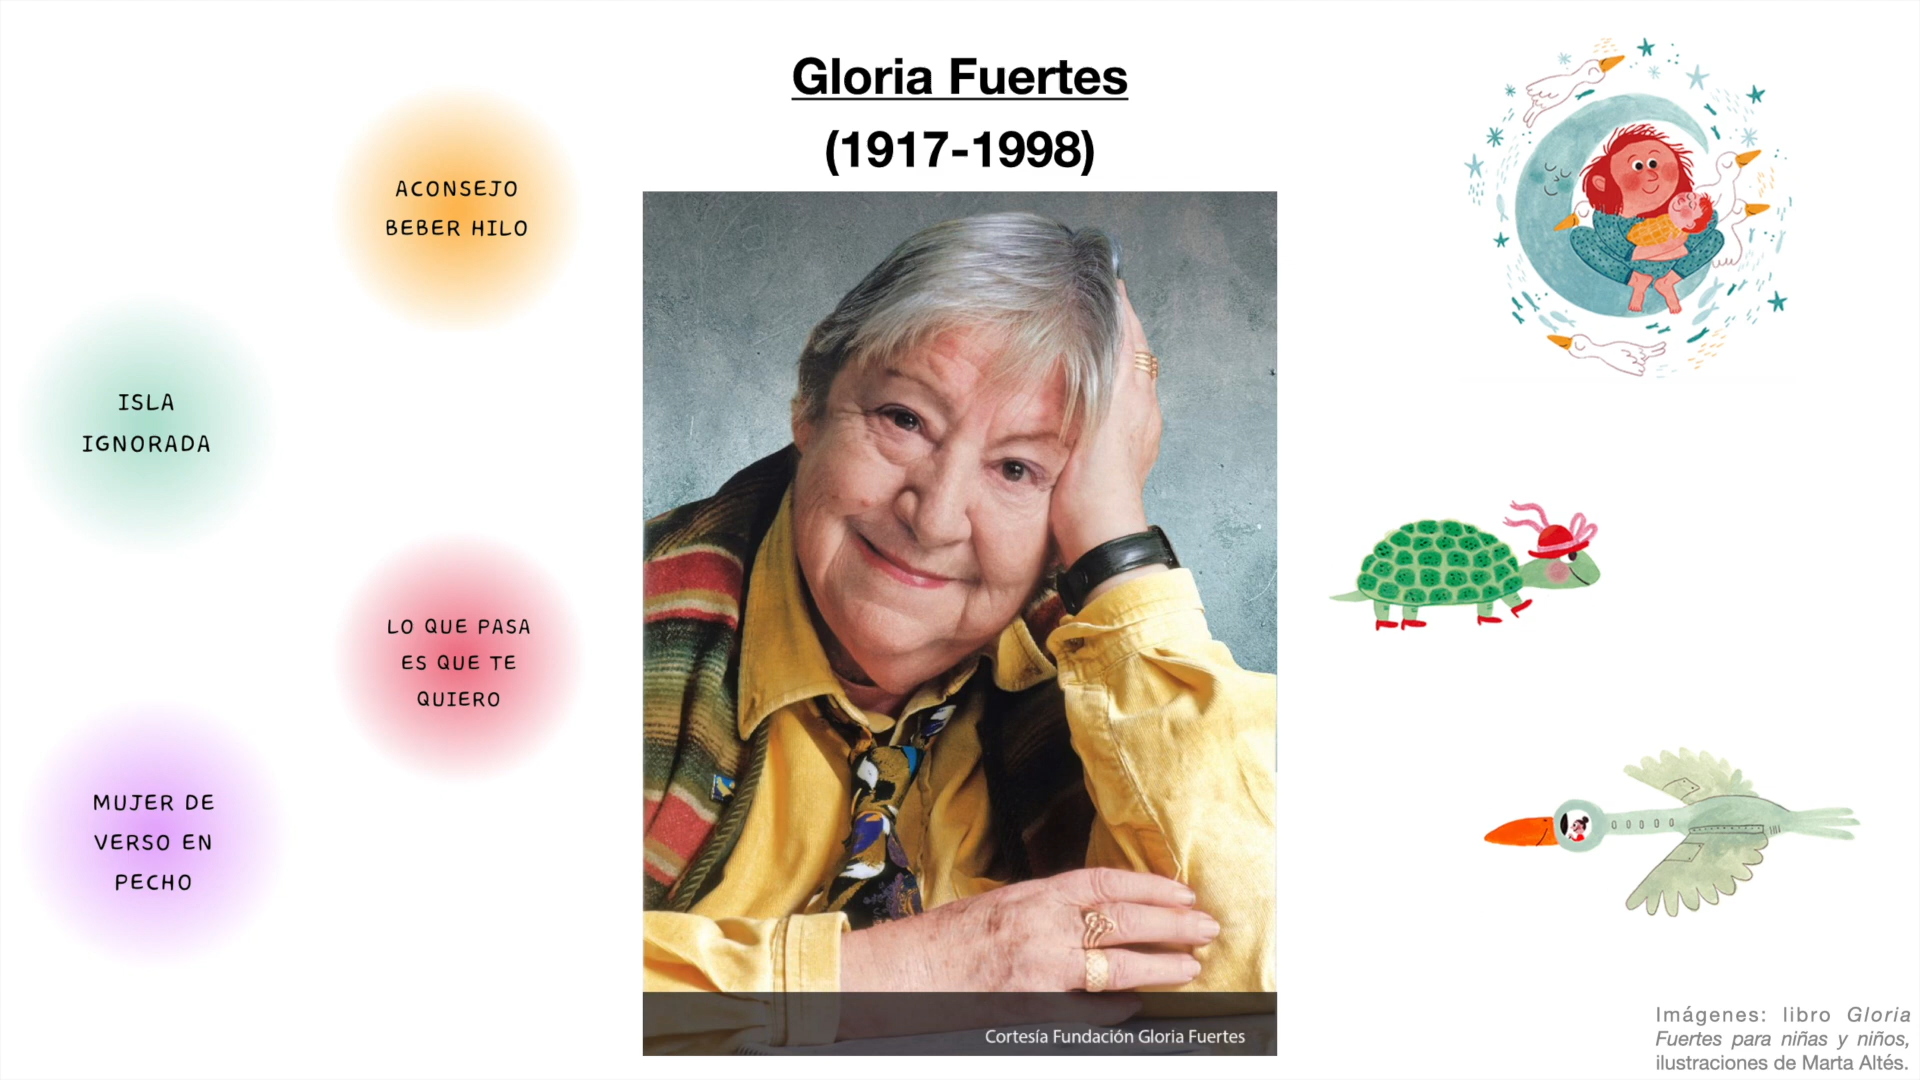 Gloria Fuertes
(1917-1998)
ACONSEJO
BEBER HILO
ISLA
IGNORADA
LO QUE PASA
ES QUE TE
QUIERO
MUJER DE
VERSO EN
PECHO
Cortesía Fundación Gloria Fuertes
Imágenes: libro Gloria
Fuertes para niñas y niños,
ilustraciones de Marta Altés.